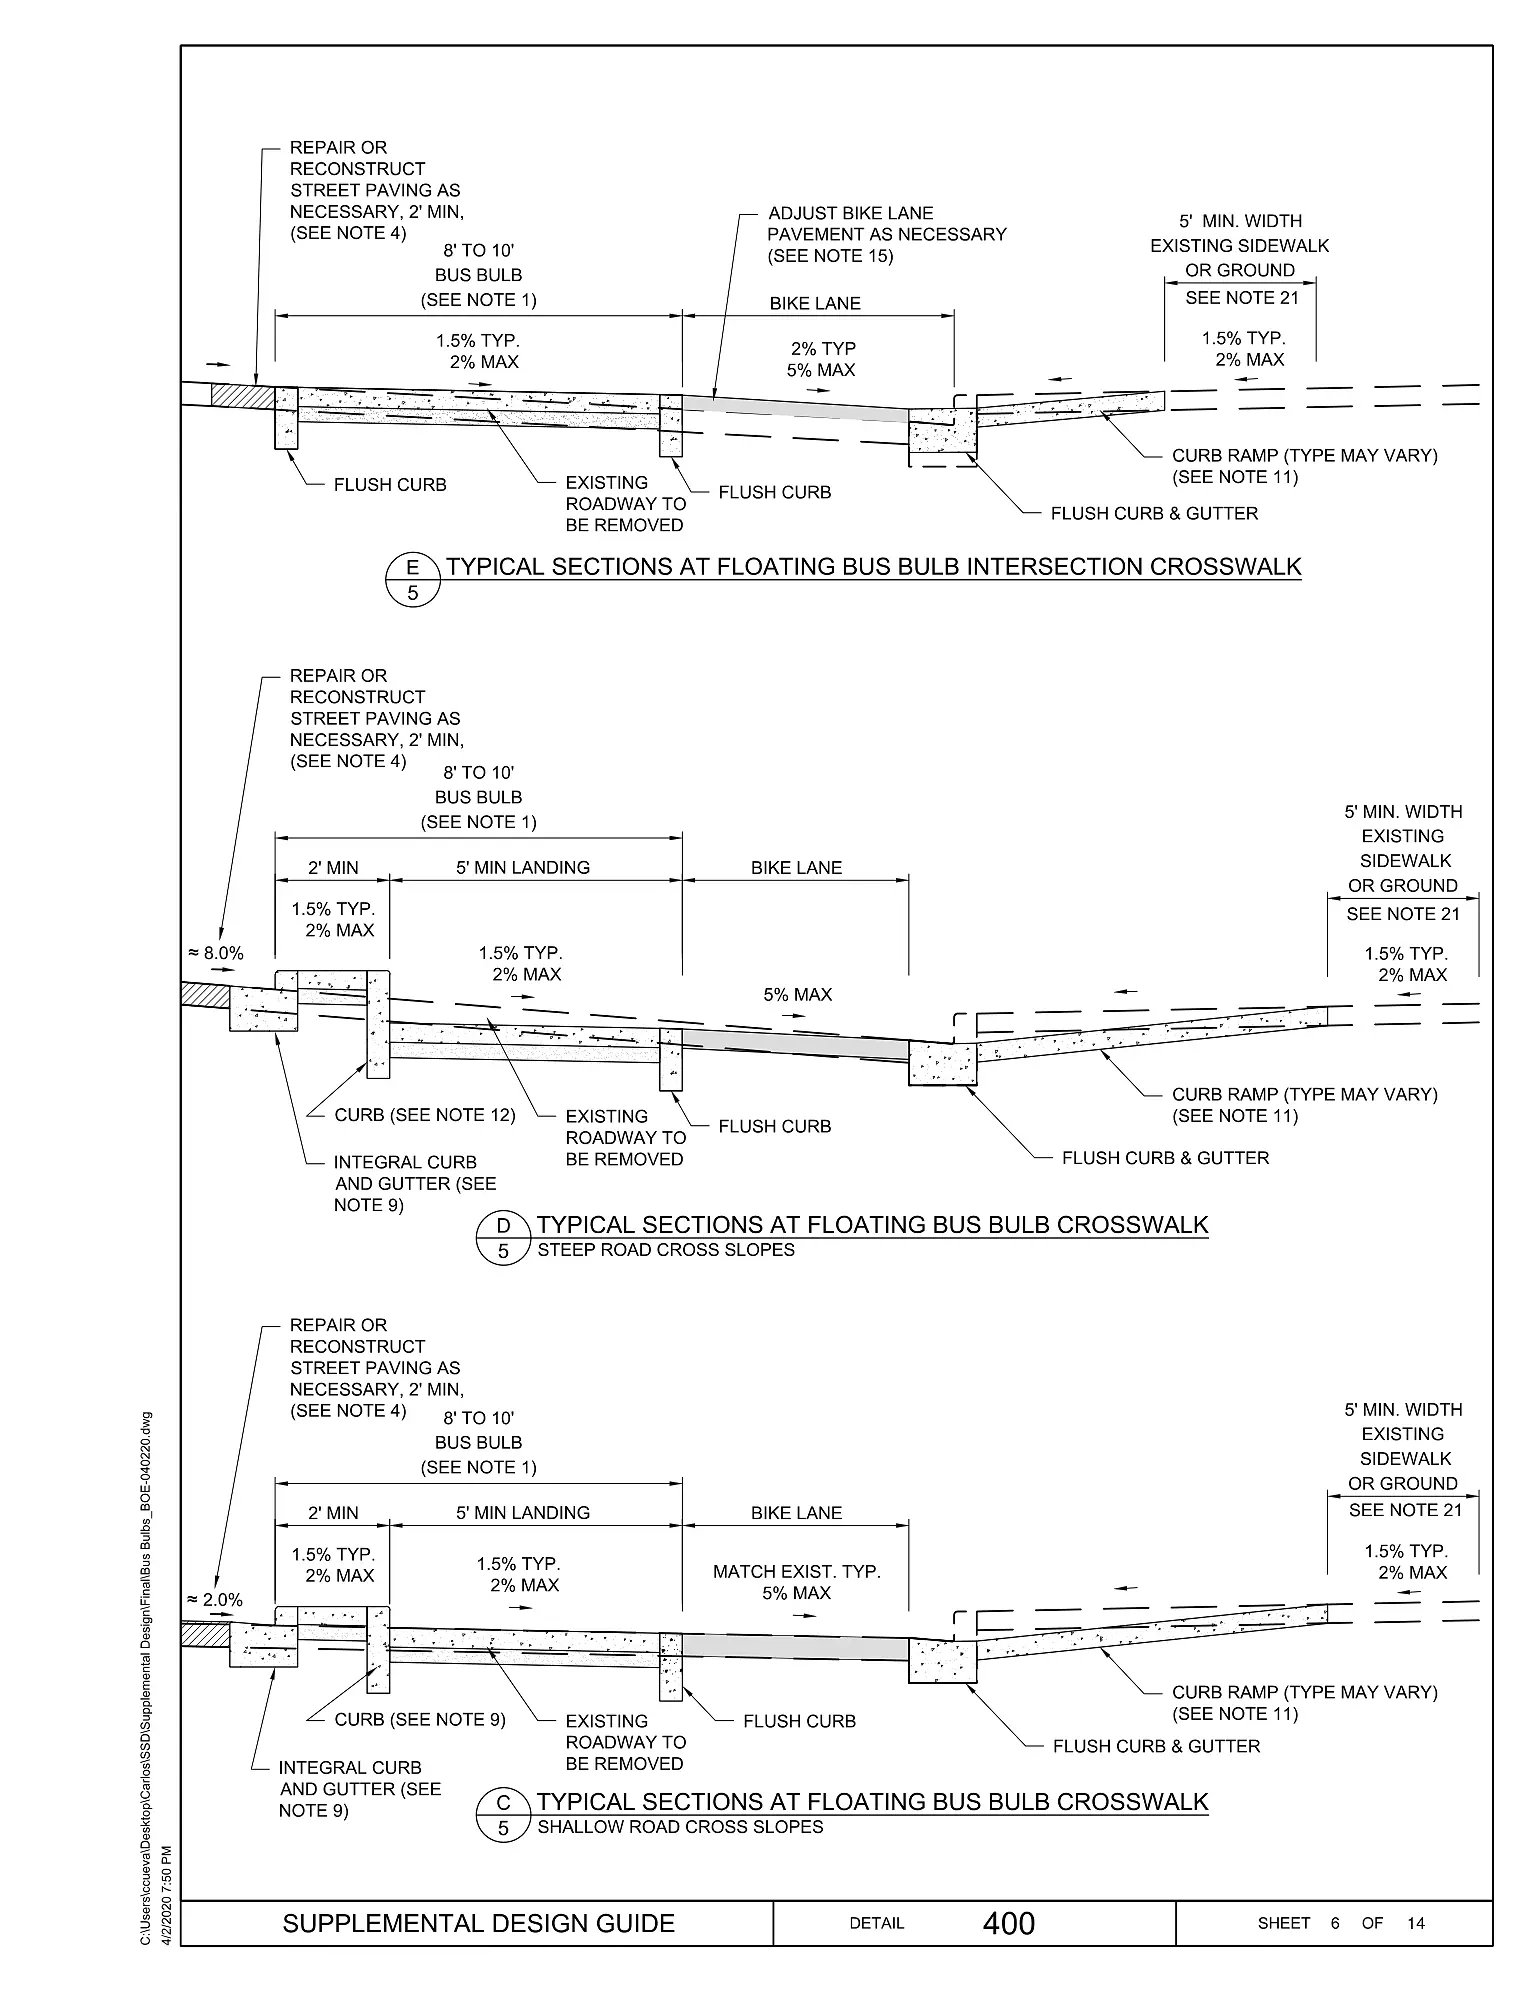 REPAIR OR
RECONSTRUCT
STREET PAVING AS
NECESSARY, 2' MIN,
(SEE NOTE 4)
8' TO 10'
BUS BULB
(SEE NOTE 1)
1.5% TYP.
2% MAX
ADJUST BIKE LANE
PAVEMENT AS NECESSARY
(SEE NOTE 15)
BIKE LANE
2% TYP
5% MAX
5' MIN. WIDTH
EXISTING SIDEWALK
OR GROUND
SEE NOTE 21
1.5% TYP.
2% MAX
FLUSH CURB
EXISTING
ROADWAY TO
BE REMOVED
FLUSH CURB
CURB RAMP (TYPE MAY VARY)
(SEE NOTE 11)
FLUSH CURB & GUTTER
E
5
TYPICAL SECTIONS AT FLOATING BUS BULB INTERSECTION CROSSWALK
REPAIR OR
RECONSTRUCT
STREET PAVING AS
NECESSARY, 2' MIN,
(SEE NOTE 4)
8' TO 10'
BUS BULB
(SEE NOTE 1)
2' MIN
5' MIN LANDING
BIKE LANE
1.5% TYP.
2% MAX
≈ 8.0%
1.5% TYP.
2% MAX
5% MAX
5' MIN. WIDTH
EXISTING
SIDEWALK
OR GROUND
SEE NOTE 21
1.5% TYP.
2% MAX
CURB (SEE NOTE 12)
INTEGRAL CURB
AND GUTTER (SEE
NOTE 9)
EXISTING
ROADWAY TO
BE REMOVED
FLUSH CURB
CURB RAMP (TYPE MAY VARY)
(SEE NOTE 11)
FLUSH CURB & GUTTER
D
5
TYPICAL SECTIONS AT FLOATING BUS BULB CROSSWALK
STEEP ROAD CROSS SLOPES
REPAIR OR
RECONSTRUCT
STREET PAVING AS
NECESSARY, 2' MIN,
(SEE NOTE 4)
8' TO 10'
BUS BULB
(SEE NOTE 1)
2' MIN
5' MIN LANDING
BIKE LANE
1.5% TYP.
2% MAX
≈ 2.0%
1.5% TYP.
2% MAX
MATCH EXIST. TYP.
5% MAX
5' MIN. WIDTH
EXISTING
SIDEWALK
OR GROUND
SEE NOTE 21
1.5% TYP.
2% MAX
CURB (SEE NOTE 9)
INTEGRAL CURB
AND GUTTER (SEE
NOTE 9)
EXISTING
ROADWAY TO
BE REMOVED
FLUSH CURB
CURB RAMP (TYPE MAY VARY)
(SEE NOTE 11)
FLUSH CURB & GUTTER
C
5
TYPICAL SECTIONS AT FLOATING BUS BULB CROSSWALK
SHALLOW ROAD CROSS SLOPES
SUPPLEMENTAL DESIGN GUIDE
DETAIL 400
SHEET 6 OF 14
C:\Users\ccueva\Desktop\Carlos\SSD\Supplemental Design\Final\Bus Bulbs_BOE-040220.dwg
4/2/2020 7:50 PM